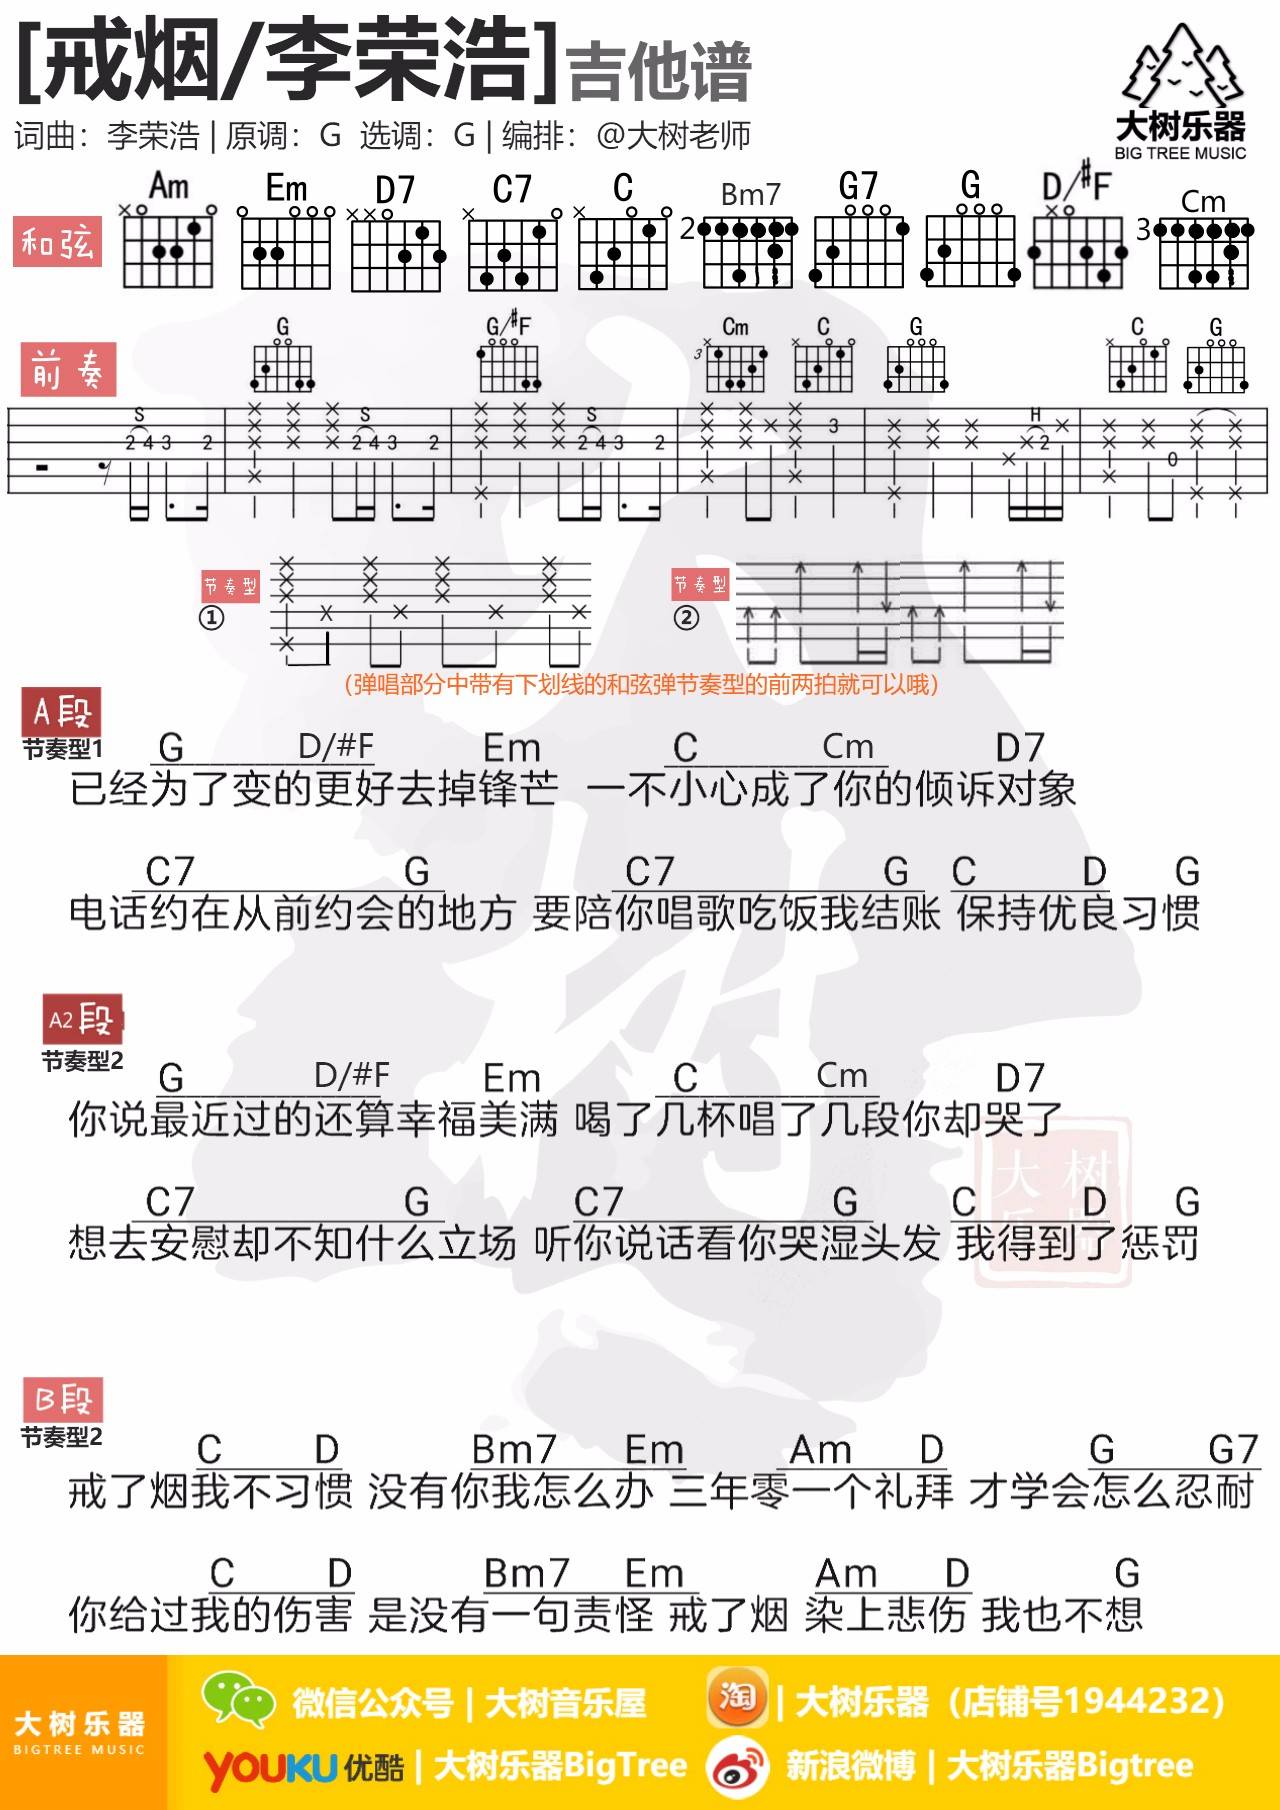 [戒烟/李荣浩]吉他谱
词曲：李荣浩 | 原调：G 选调：G | 编排：@大树老师
大树乐器
BIG TREE MUSIC
和弦
Am Em D7 C7 C Bm7 G7 G D/#F Cm
2 3
前奏
G G/#F Cm C G C G
3
S S S H
2 4 3 2 2 4 3 2 2 4 3 2 3 2 0
节奏型 ① 节奏型 ②
（弹唱部分中带有下划线的和弦弹节奏型的前两拍就可以哦）
A段
节奏型1
G D/#F Em C Cm D7
已经为了变的更好去掉锋芒 一不小心成了你的倾诉对象
C7 G C7 G C D G
电话约在从前约会的地方 要陪你唱歌吃饭我结账 保持优良习惯
A2段
节奏型2
G D/#F Em C Cm D7
你说最近过的还算幸福美满 喝了几杯唱了几段你却哭了
C7 G C7 G C D G
想去安慰却不知什么立场 听你说话看你哭湿头发 我得到了惩罚
大树
乐器
B段
节奏型2
C D Bm7 Em Am D G G7
戒了烟我不习惯 没有你我怎么办 三年零一个礼拜 才学会怎么忍耐
C D Bm7 Em Am D G
你给过我的伤害 是没有一句责怪 戒了烟 染上悲伤 我也不想
大树乐器
BIGTREE MUSIC
微信公众号 | 大树音乐屋
淘 | 大树乐器（店铺号1944232）
YOUKU 优酷 | 大树乐器BigTree
新浪微博 | 大树乐器Bigtree